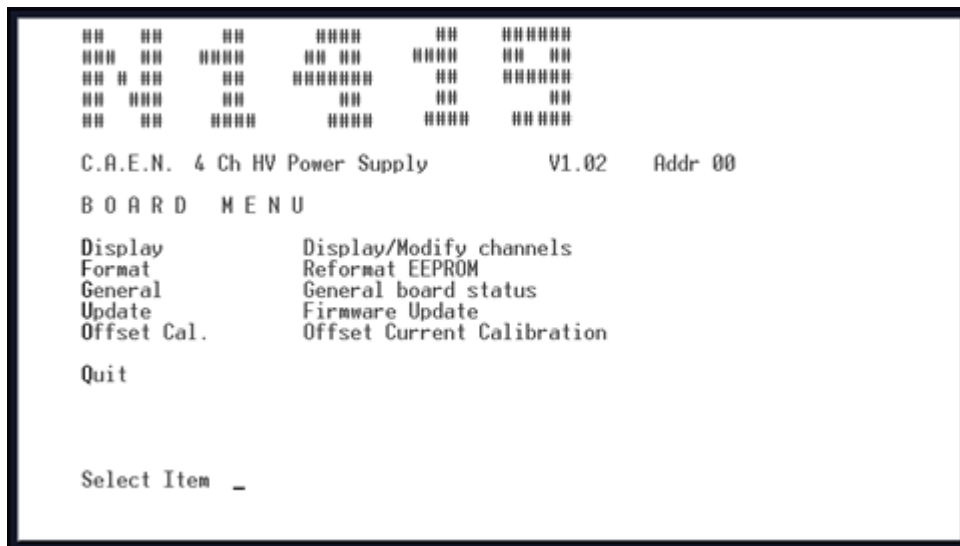 N1419
C.A.E.N. 4 Ch HV Power Supply V1.02 Addr 00
B O A R D M E N U
Display Display/Modify channels
Format Reformat EEPROM
General General board status
Update Firmware Update
Offset Cal. Offset Current Calibration
Quit
Select Item _